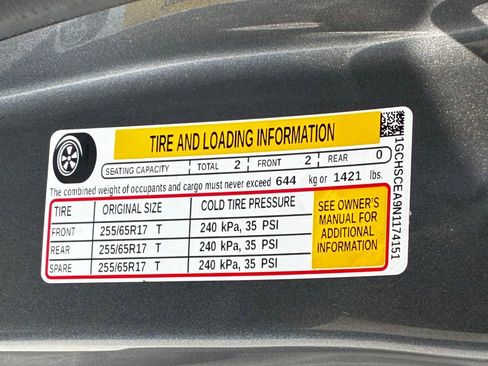 TIRE AND LOADING INFORMATION
SEATING CAPACITY TOTAL 2 FRONT 2 REAR 0
The combined weight of occupants and cargo must never exceed 644 kg or 1421 lbs.
TIRE ORIGINAL SIZE COLD TIRE PRESSURE
FRONT 255/65R17 T 240 kPa, 35 PSI
REAR 255/65R17 T 240 kPa, 35 PSI
SPARE 255/65R17 T 240 kPa, 35 PSI
SEE OWNER'S
MANUAL FOR
ADDITIONAL
INFORMATION
1GCHSCEA9N1174151